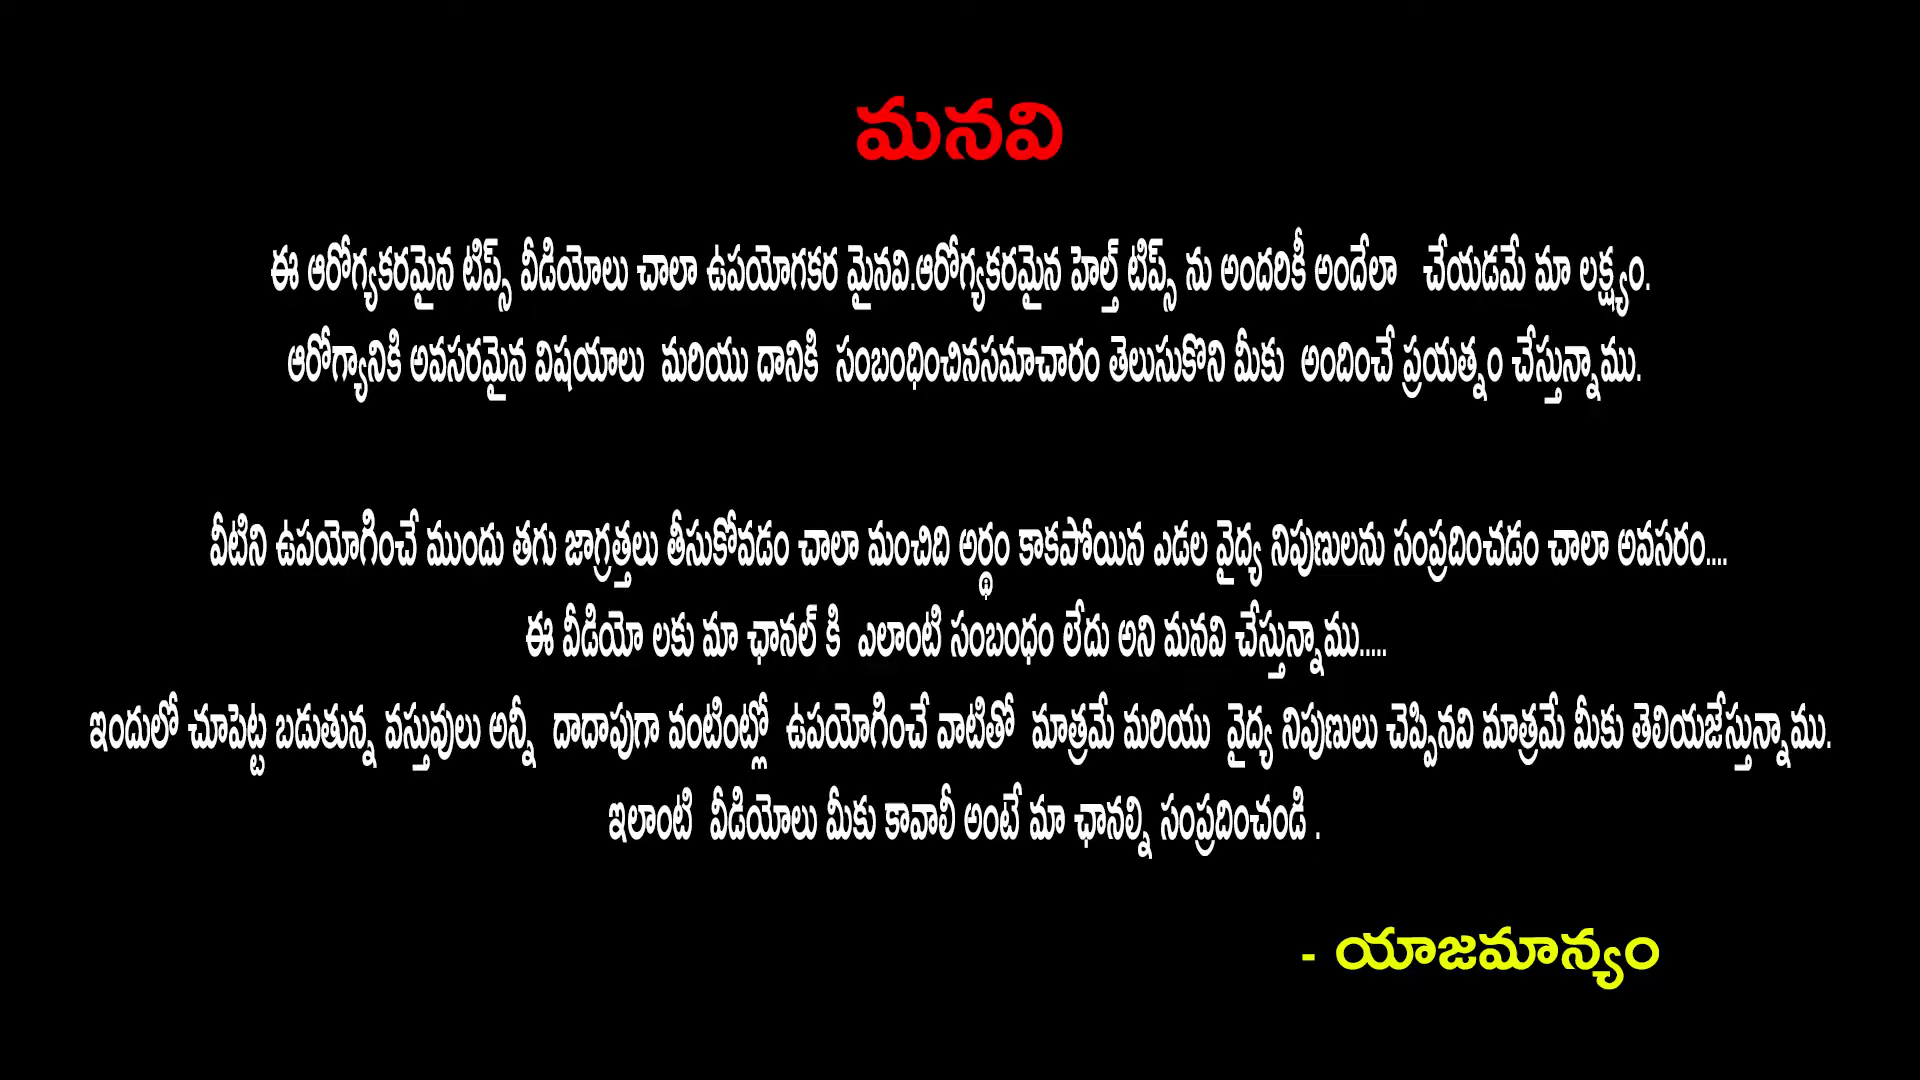 మనవి
ఈ ఆరోగ్యకరమైన టిప్స్ వీడియోలు చాలా ఉపయోగకర మైనవి.ఆరోగ్యకరమైన హెల్త్ టిప్స్ ను అందరికీ అందేలా చేయడమే మా లక్ష్యం.
ఆరోగ్యానికి అవసరమైన విషయాలు మరియు దానికి సంబంధించినసమాచారం తెలుసుకొని మీకు అందించే ప్రయత్నం చేస్తున్నాము.
వీటిని ఉపయోగించే ముందు తగు జాగ్రత్తలు తీసుకోవడం చాలా మంచిది అర్థం కాకపోయిన ఎడల వైద్య నిపుణులను సంప్రదించడం చాలా అవసరం....
ఈ వీడియో లకు మా ఛానల్ కి ఎలాంటి సంబంధం లేదు అని మనవి చేస్తున్నాము.....
ఇందులో చూపెట్ట బడుతున్న వస్తువులు అన్నీ దాదాపుగా వంటింట్లో ఉపయోగించే వాటితో మాత్రమే మరియు వైద్య నిపుణులు చెప్పినవి మాత్రమే మీకు తెలియజేస్తున్నాము.
ఇలాంటి వీడియోలు మీకు కావాలీ అంటే మా ఛానల్ని సంప్రదించండి .
- యాజమాన్యం